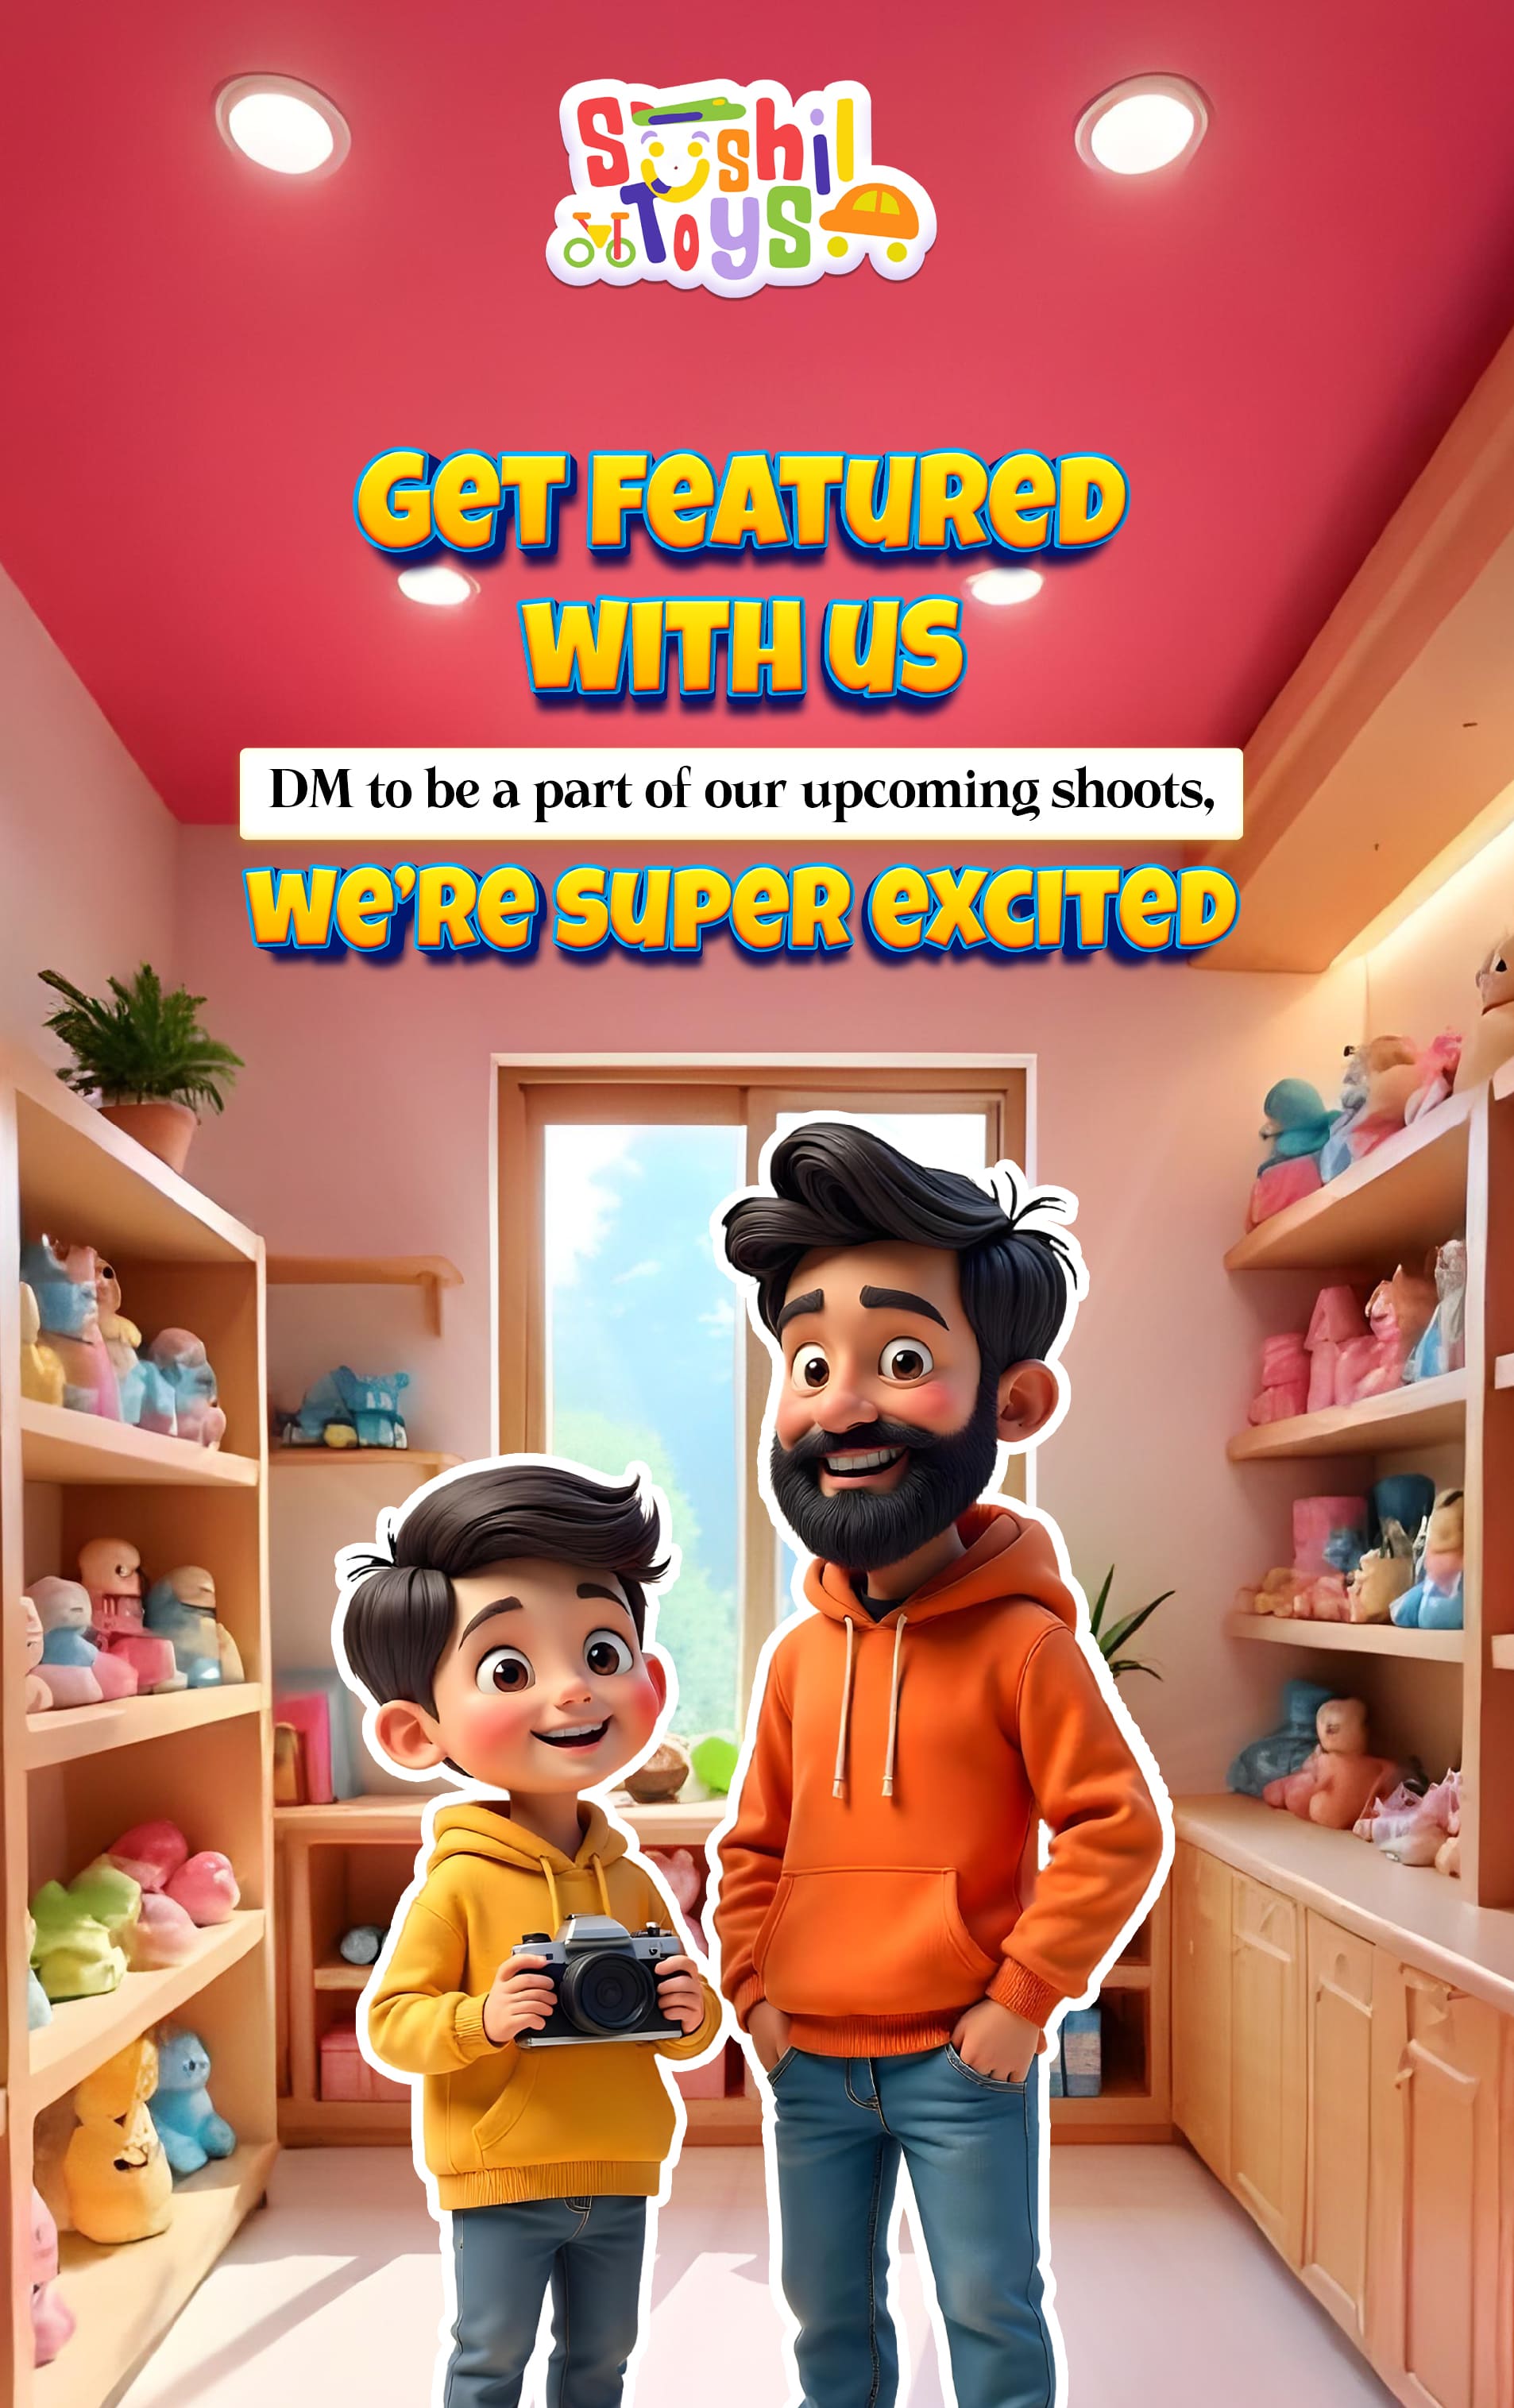 Sushil
Toys
GET FEATURED
WITH US
DM to be a part of our upcoming shoots,
WE'RE SUPER EXCITED